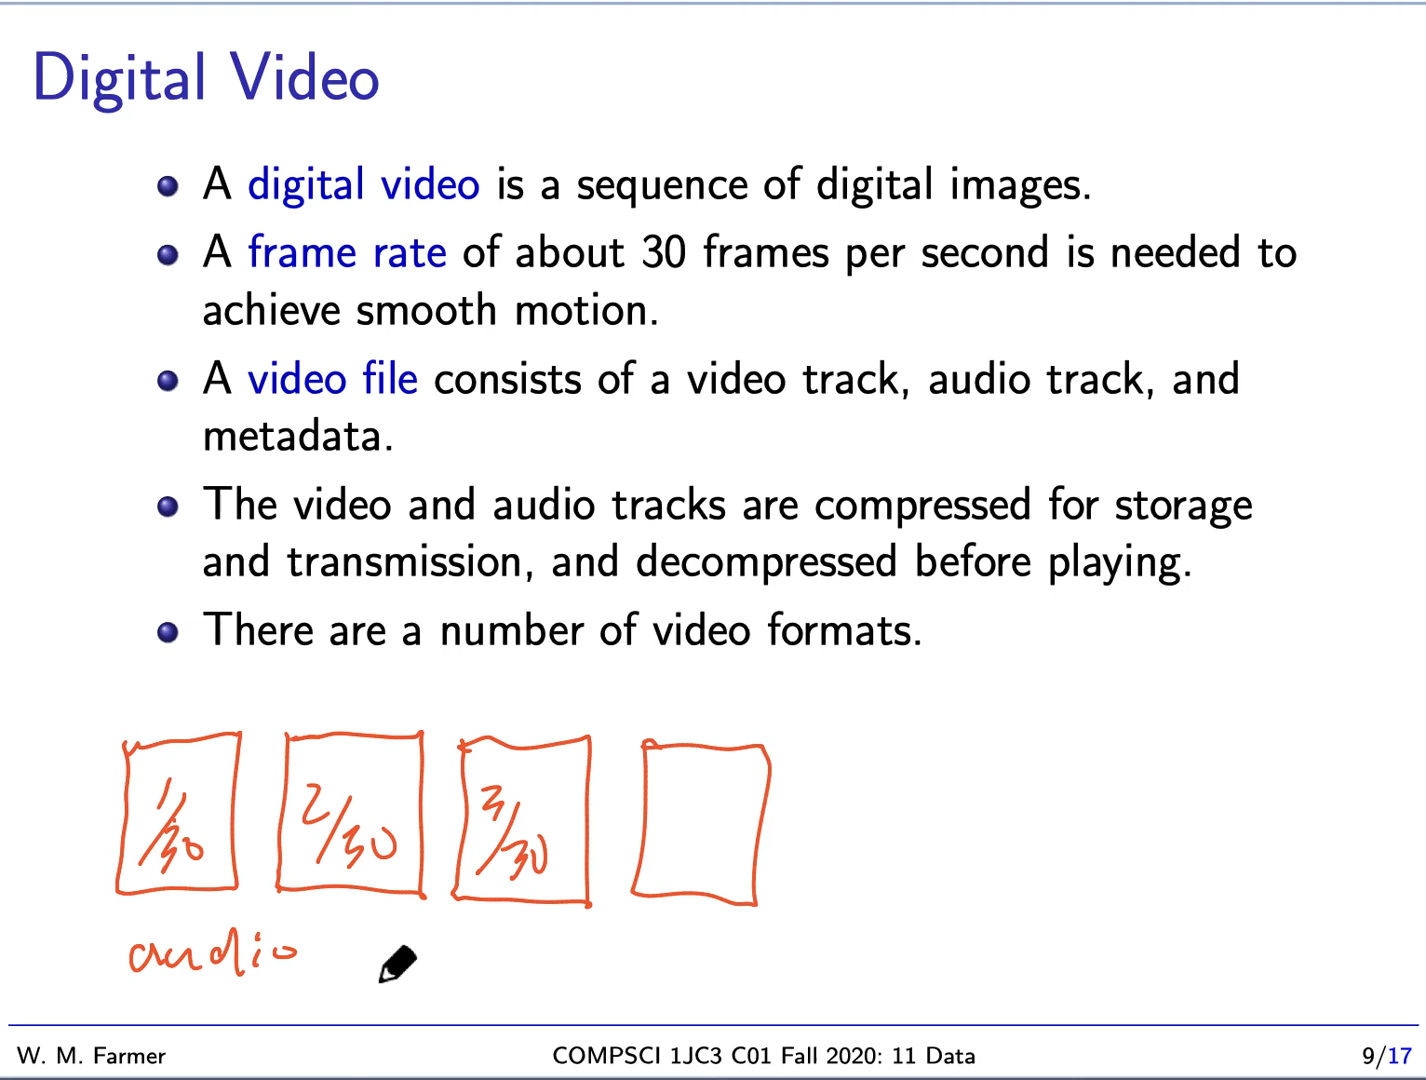 Digital Video
A digital video is a sequence of digital images.
A frame rate of about 30 frames per second is needed to
achieve smooth motion.
A video file consists of a video track, audio track, and
metadata.
The video and audio tracks are compressed for storage
and transmission, and decompressed before playing.
There are a number of video formats.
1/30 2/30 3/30
audio
W. M. Farmer COMPSCI 1JC3 C01 Fall 2020: 11 Data 9/17